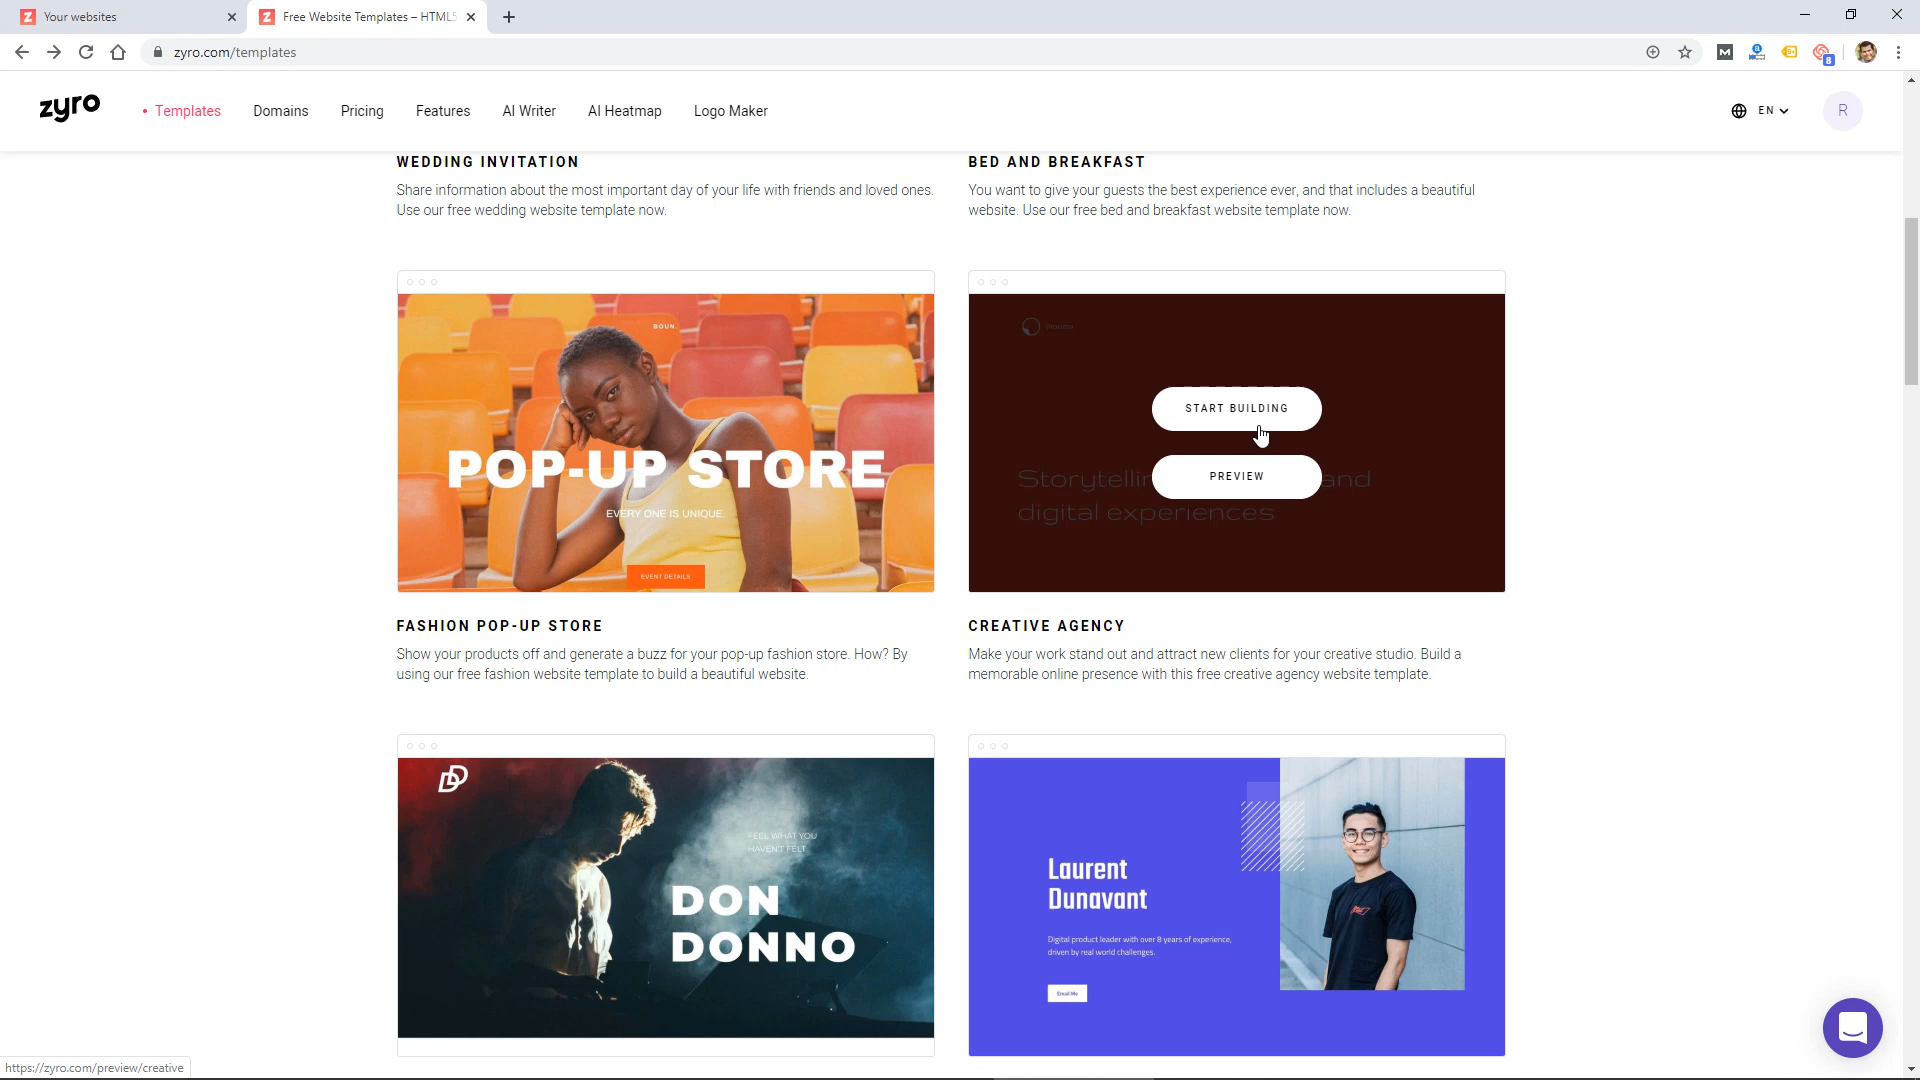 Your websites
Free Website Templates – HTML5
zyro.com/templates
8
zyro
• Templates
Domains
Pricing
Features
AI Writer
AI Heatmap
Logo Maker
EN
R
WEDDING INVITATION
Share information about the most important day of your life with friends and loved ones.
Use our free wedding website template now.
BED AND BREAKFAST
You want to give your guests the best experience ever, and that includes a beautiful
website. Use our free bed and breakfast website template now.
BOUN.
POP-UP STORE
EVERY ONE IS UNIQUE.
EVENT DETAILS
START BUILDING
PREVIEW
and
digital experiences
FASHION POP-UP STORE
Show your products off and generate a buzz for your pop-up fashion store. How? By
using our free fashion website template to build a beautiful website.
CREATIVE AGENCY
Make your work stand out and attract new clients for your creative studio. Build a
memorable online presence with this free creative agency website template.
FEEL WHAT YOU
HAVEN'T FELT
DON
DONNO
Laurent
Dunavant
Digital product leader with over 8 years of experience,
driven by real world challenges.
Email Me
https://zyro.com/preview/creative